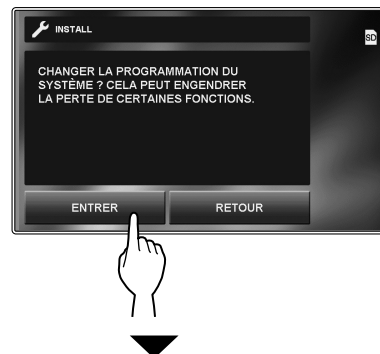 INSTALL
SD
CHANGER LA PROGRAMMATION DU
SYSTÈME ? CELA PEUT ENGENDRER
LA PERTE DE CERTAINES FONCTIONS.
ENTRER RETOUR